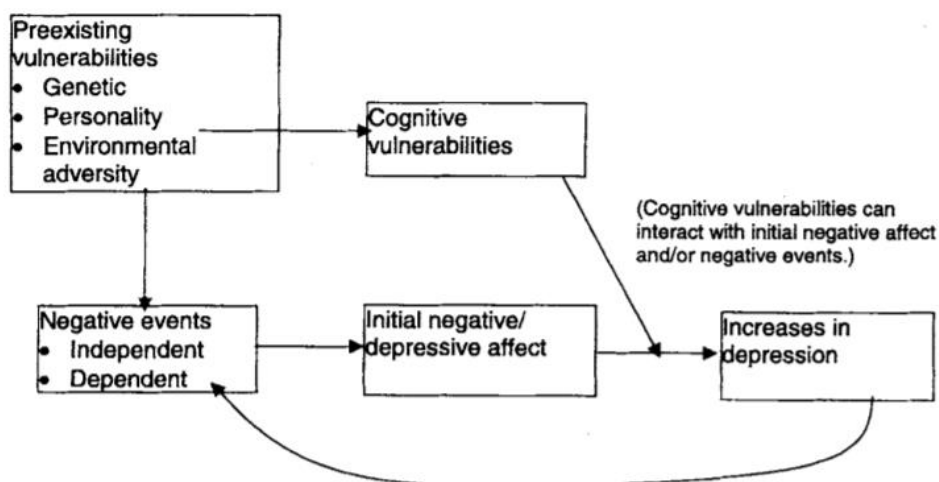 Preexisting
vulnerabilities
• Genetic
• Personality
• Environmental
adversity
Cognitive
vulnerabilities
(Cognitive vulnerabilities can
interact with initial negative affect
and/or negative events.)
Negative events
• Independent
• Dependent
Initial negative/
depressive affect
Increases in
depression